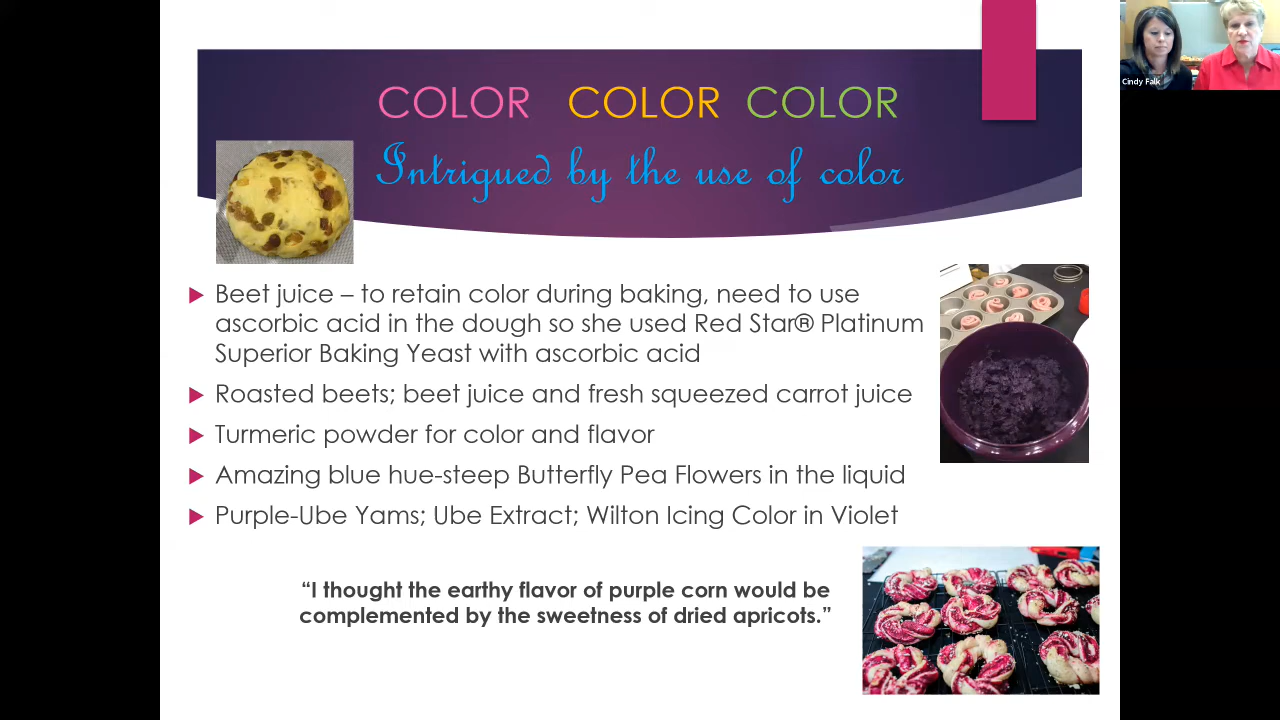 Cindy Falk
COLOR COLOR COLOR
Intrigued by the use of color
Beet juice – to retain color during baking, need to use
ascorbic acid in the dough so she used Red Star® Platinum
Superior Baking Yeast with ascorbic acid
Roasted beets; beet juice and fresh squeezed carrot juice
Turmeric powder for color and flavor
Amazing blue hue-steep Butterfly Pea Flowers in the liquid
Purple-Ube Yams; Ube Extract; Wilton Icing Color in Violet
“I thought the earthy flavor of purple corn would be
complemented by the sweetness of dried apricots.”